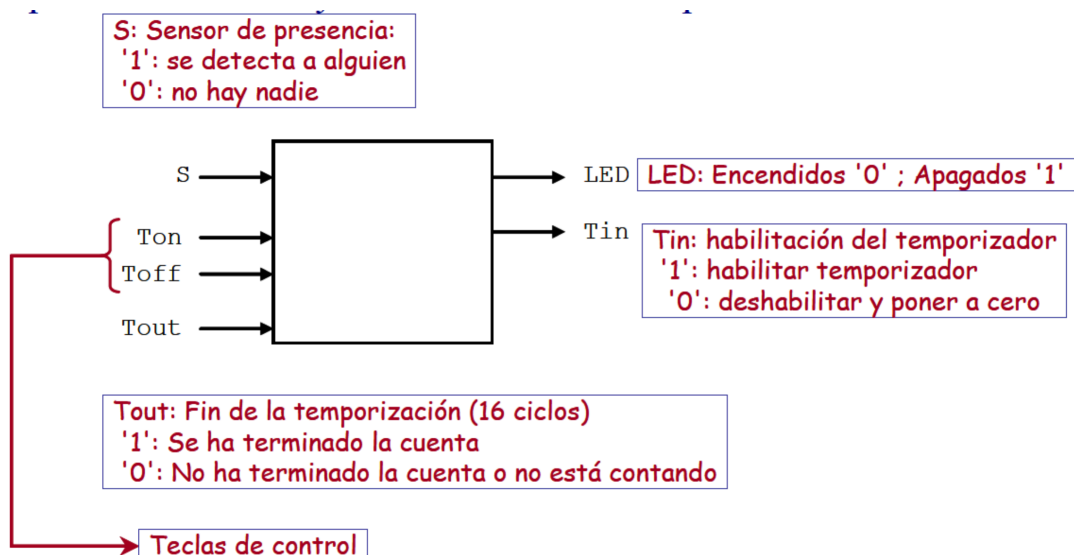 S: Sensor de presencia:
'1': se detecta a alguien
'0': no hay nadie
S
LED
LED: Encendidos '0' ; Apagados '1'
Ton
Toff
Tout
Tin
Tin: habilitación del temporizador
'1': habilitar temporizador
'0': deshabilitar y poner a cero
Tout: Fin de la temporización (16 ciclos)
'1': Se ha terminado la cuenta
'0': No ha terminado la cuenta o no está contando
Teclas de control